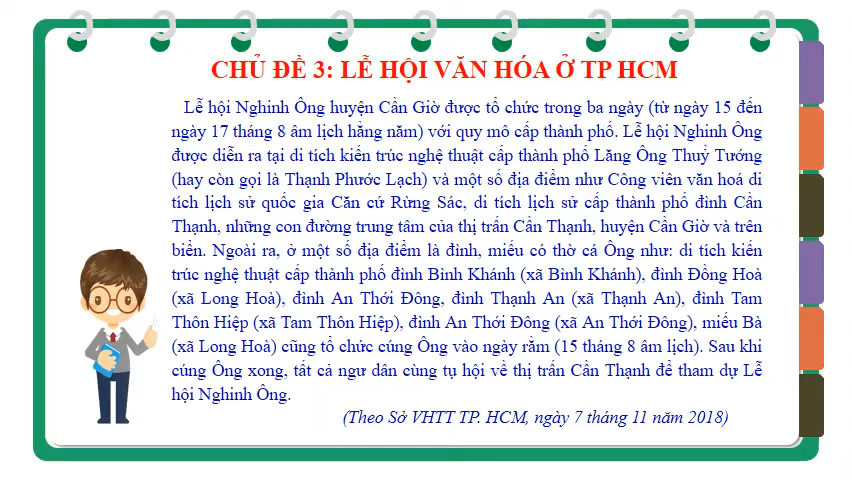 CHỦ ĐỀ 3: LỄ HỘI VĂN HÓA Ở TP HCM
Lễ hội Nghinh Ông huyện Cần Giờ được tổ chức trong ba ngày (từ ngày 15 đến
ngày 17 tháng 8 âm lịch hằng năm) với quy mô cấp thành phố. Lễ hội Nghinh Ông
được diễn ra tại di tích kiến trúc nghệ thuật cấp thành phố Lăng Ông Thuỷ Tướng
(hay còn gọi là Thạnh Phước Lạch) và một số địa điểm như Công viên văn hoá di
tích lịch sử quốc gia Căn cứ Rừng Sác, di tích lịch sử cấp thành phố đình Cần
Thạnh, những con đường trung tâm của thị trấn Cần Thạnh, huyện Cần Giờ và trên
biển. Ngoài ra, ở một số địa điểm là đình, miếu có thờ cá Ông như: di tích kiến
trúc nghệ thuật cấp thành phố đình Bình Khánh (xã Bình Khánh), đình Đồng Hoà
(xã Long Hoà), đình An Thới Đông, đình Thạnh An (xã Thạnh An), đình Tam
Thôn Hiệp (xã Tam Thôn Hiệp), đình An Thới Đông (xã An Thới Đông), miếu Bà
(xã Long Hoà) cũng tổ chức cúng Ông vào ngày rằm (15 tháng 8 âm lịch). Sau khi
cúng Ông xong, tất cả ngư dân cùng tụ hội về thị trấn Cần Thạnh để tham dự Lễ
hội Nghinh Ông.
(Theo Sở VHTT TP. HCM, ngày 7 tháng 11 năm 2018)